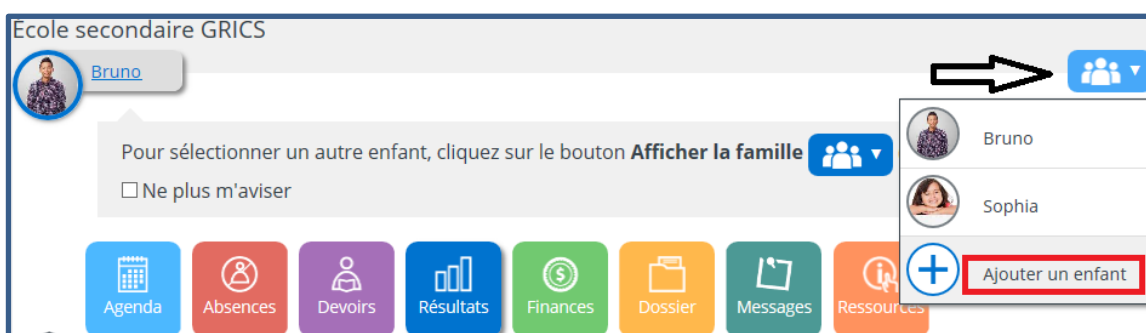 École secondaire GRICS
Bruno
Pour sélectionner un autre enfant, cliquez sur le bouton Afficher la famille
Ne plus m'aviser
Bruno
Sophia
Ajouter un enfant
Agenda
Absences
Devoirs
Résultats
Finances
Dossier
Messages
Ressources